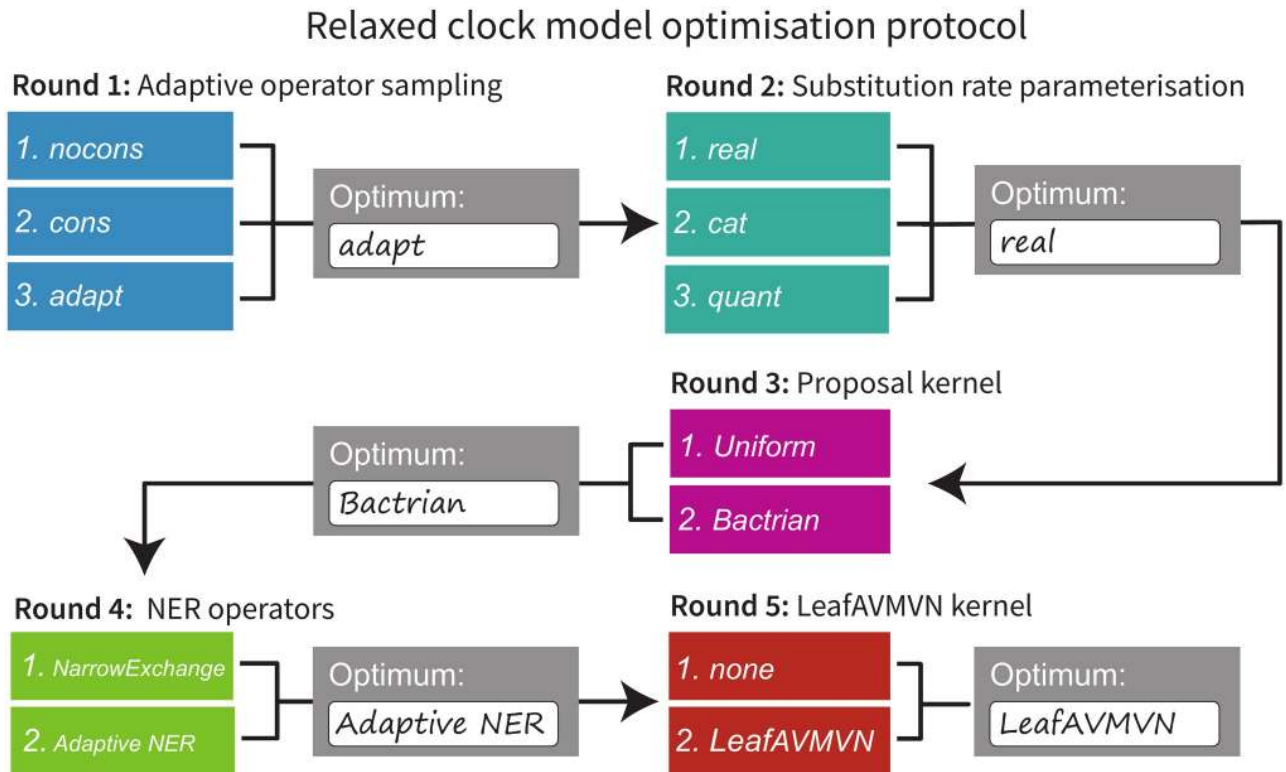 Relaxed clock model optimisation protocol
Round 1: Adaptive operator sampling
1. nocons
2. cons
3. adapt
Optimum:
adapt
Round 2: Substitution rate parameterisation
1. real
2. cat
3. quant
Optimum:
real
Round 3: Proposal kernel
1. Uniform
2. Bactrian
Optimum:
Bactrian
Round 4: NER operators
1. NarrowExchange
2. Adaptive NER
Optimum:
Adaptive NER
Round 5: LeafAVMVN kernel
1. none
2. LeafAVMVN
Optimum:
LeafAVMVN